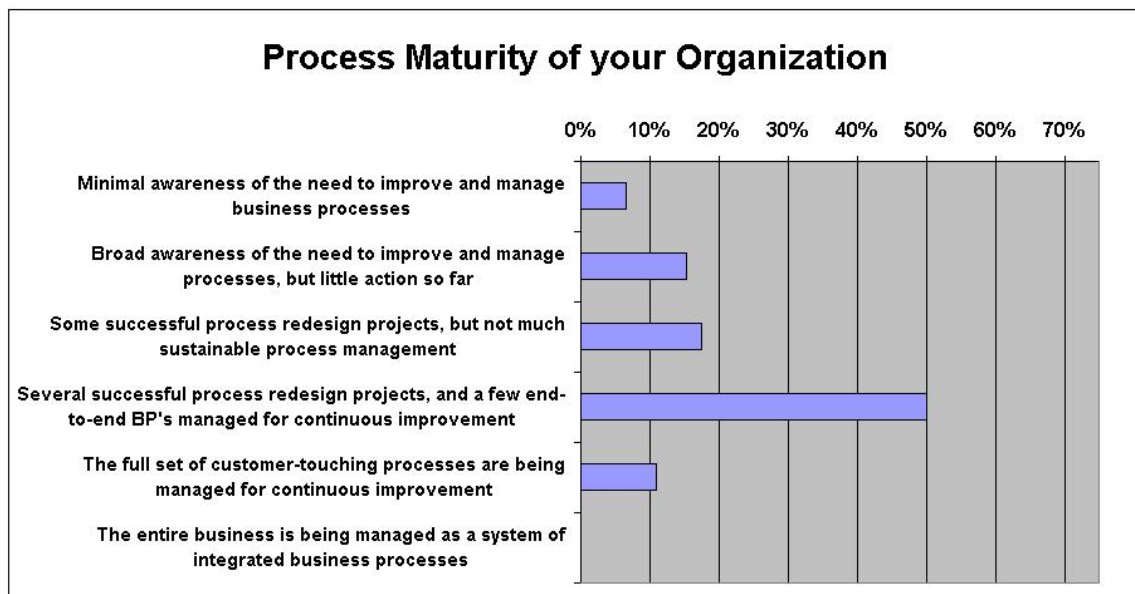 Process Maturity of your Organization
0% 10% 20% 30% 40% 50% 60% 70%
Minimal awareness of the need to improve and manage
business processes
Broad awareness of the need to improve and manage
processes, but little action so far
Some successful process redesign projects, but not much
sustainable process management
Several successful process redesign projects, and a few end-
to-end BP's managed for continuous improvement
The full set of customer-touching processes are being
managed for continuous improvement
The entire business is being managed as a system of
integrated business processes